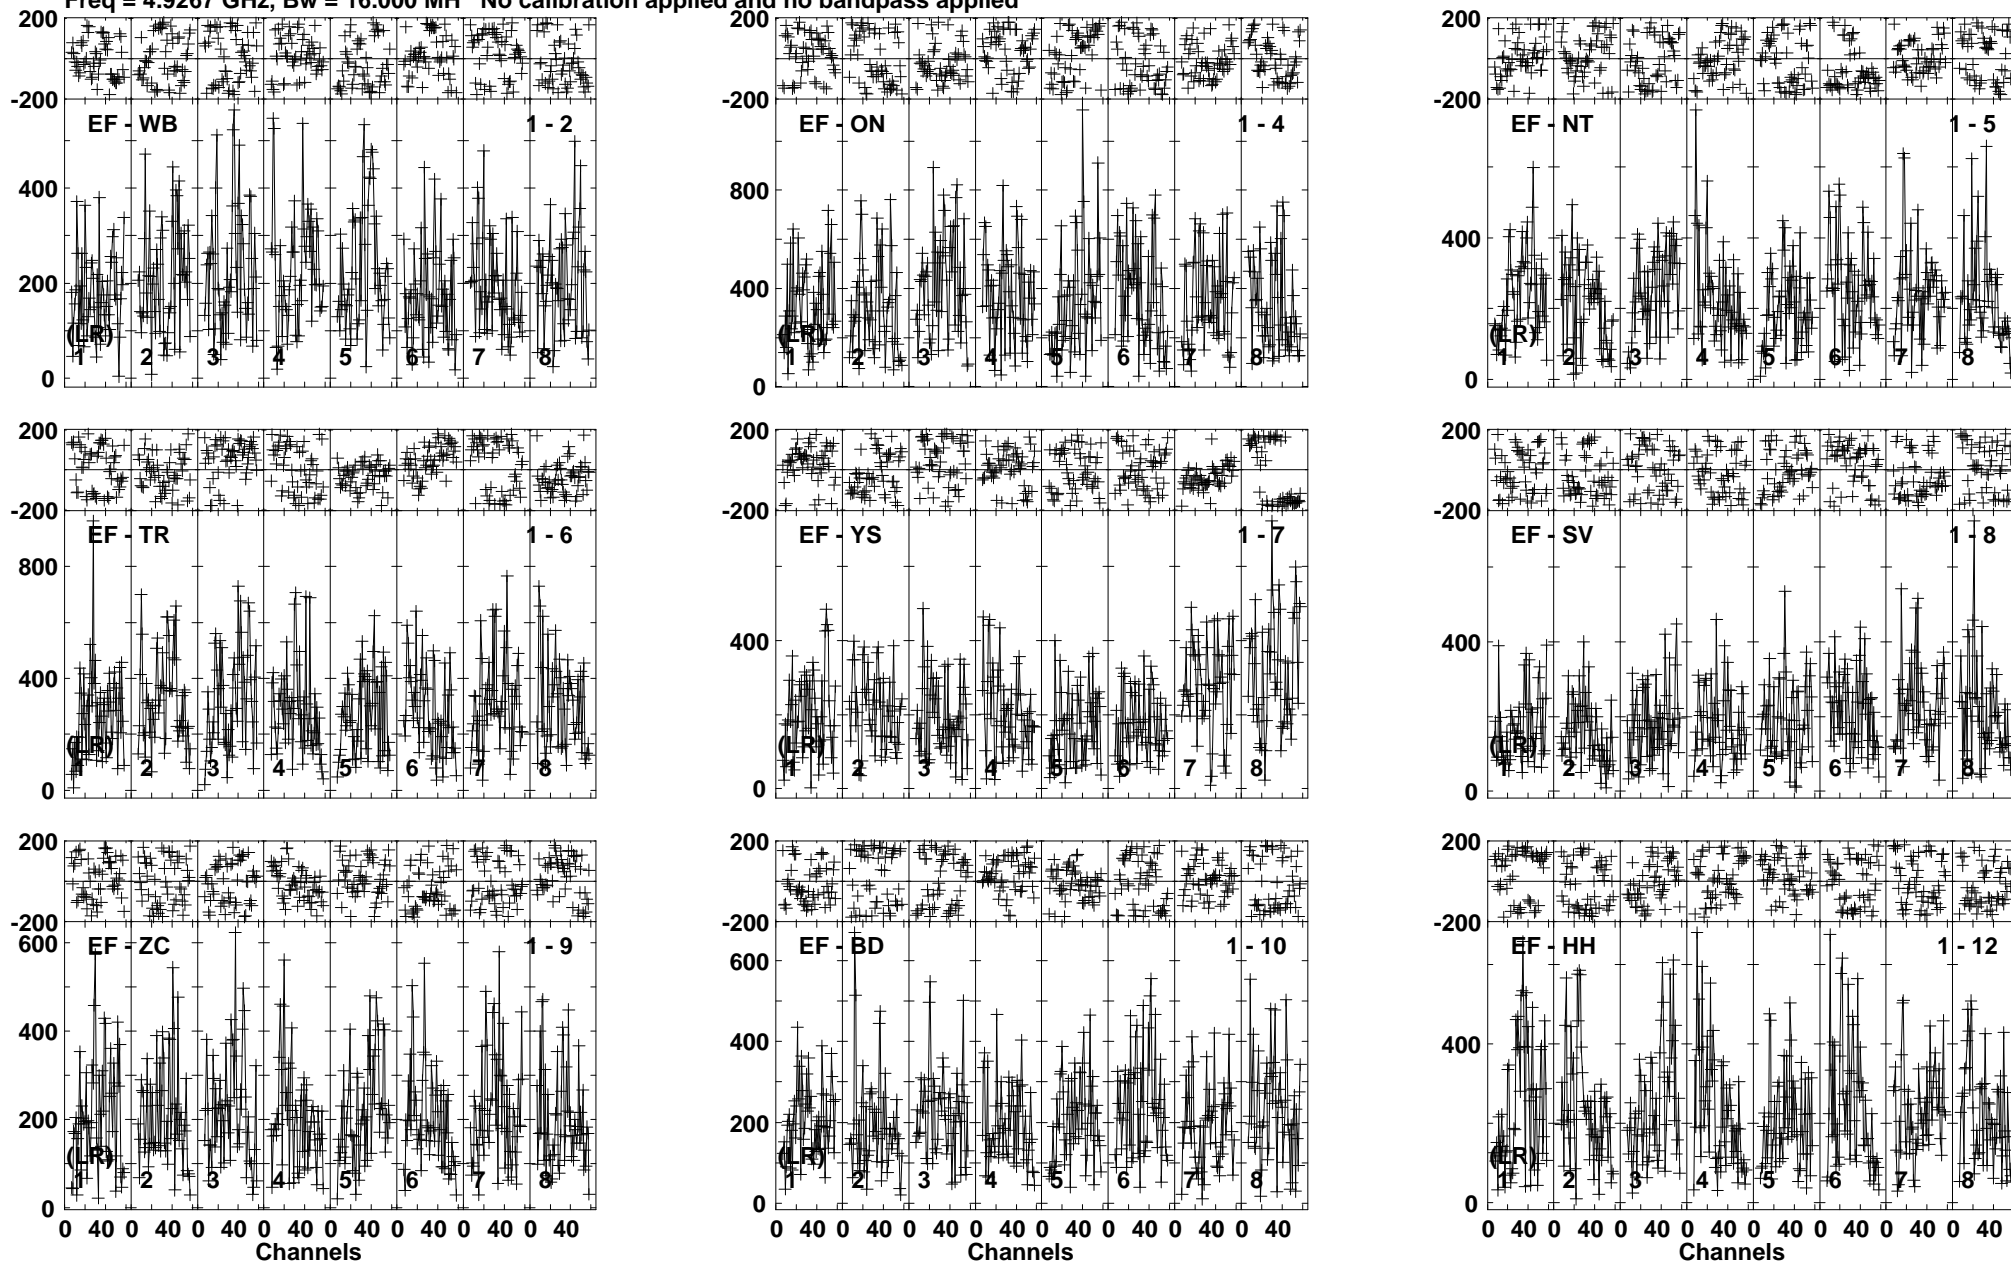 Freq = 4.9267 GHz, Bw = 16.000 MH No calibration applied and no bandpass applied
200 200 200
-200 -200 -200
EF - WB 1 - 2 EF - ON 1 - 4 EF - NT 1 - 5
400 800 400
200 400
(LR) (LR) (LR)
1 2 3 4 5 6 7 8 1 2 3 4 5 6 7 8 1 2 3 4 5 6 7 8
0 0 0
200 200 200
-200 -200 -200
EF - TR 1 - 6 EF - YS 1 - 7 EF - SV 1 - 8
800 400 400
400
(LR) (LR) (LR)
1 2 3 4 5 6 7 8 1 2 3 4 5 6 7 8 1 2 3 4 5 6 7 8
0 0 0
200 200 200
-200 -200 -200
EF - ZC 1 - 9 EF - BD 1 - 10 EF - HH 1 - 12
600 600
400 400 400
200 200
(LR) (LR) (LR)
1 2 3 4 5 6 7 8 1 2 3 4 5 6 7 8 1 2 3 4 5 6 7 8
0 0 0
0 40 0 40 0 40 0 40 0 40 0 40 0 40 0 40 0 40 0 40 0 40 0 40 0 40 0 40 0 40 0 40 0 40 0 40 0 40 0 40 0 40 0 40 0 40 0 40
Channels Channels Channels